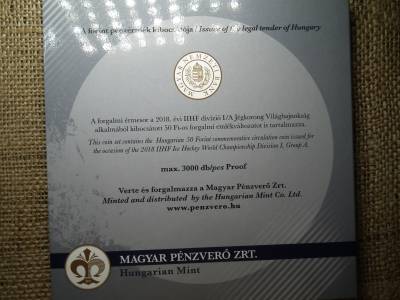 A forint pénzérmék kibocsátója / Issuer of the legal tender of Hungary
MAGYAR NEMZETI BANK
A forgalmi érmesor a 2018. évi IIHF divízió I/A Jégkorong Világbajnokság
alkalmából kibocsátott 50 Ft-os forgalmi emlékváltozatot is tartalmazza.
This coin set contains the Hungarian 50 Forint commemorative circulation coin issued for
the occasion of the 2018 IIHF Ice Hockey World Championship Division I, Group A.
max. 3000 db/pcs Proof
Verte és forgalmazza a Magyar Pénzverő Zrt.
Minted and distributed by the Hungarian Mint Co. Ltd.
www.penzvero.hu
MAGYAR PÉNZVERŐ ZRT.
Hungarian Mint